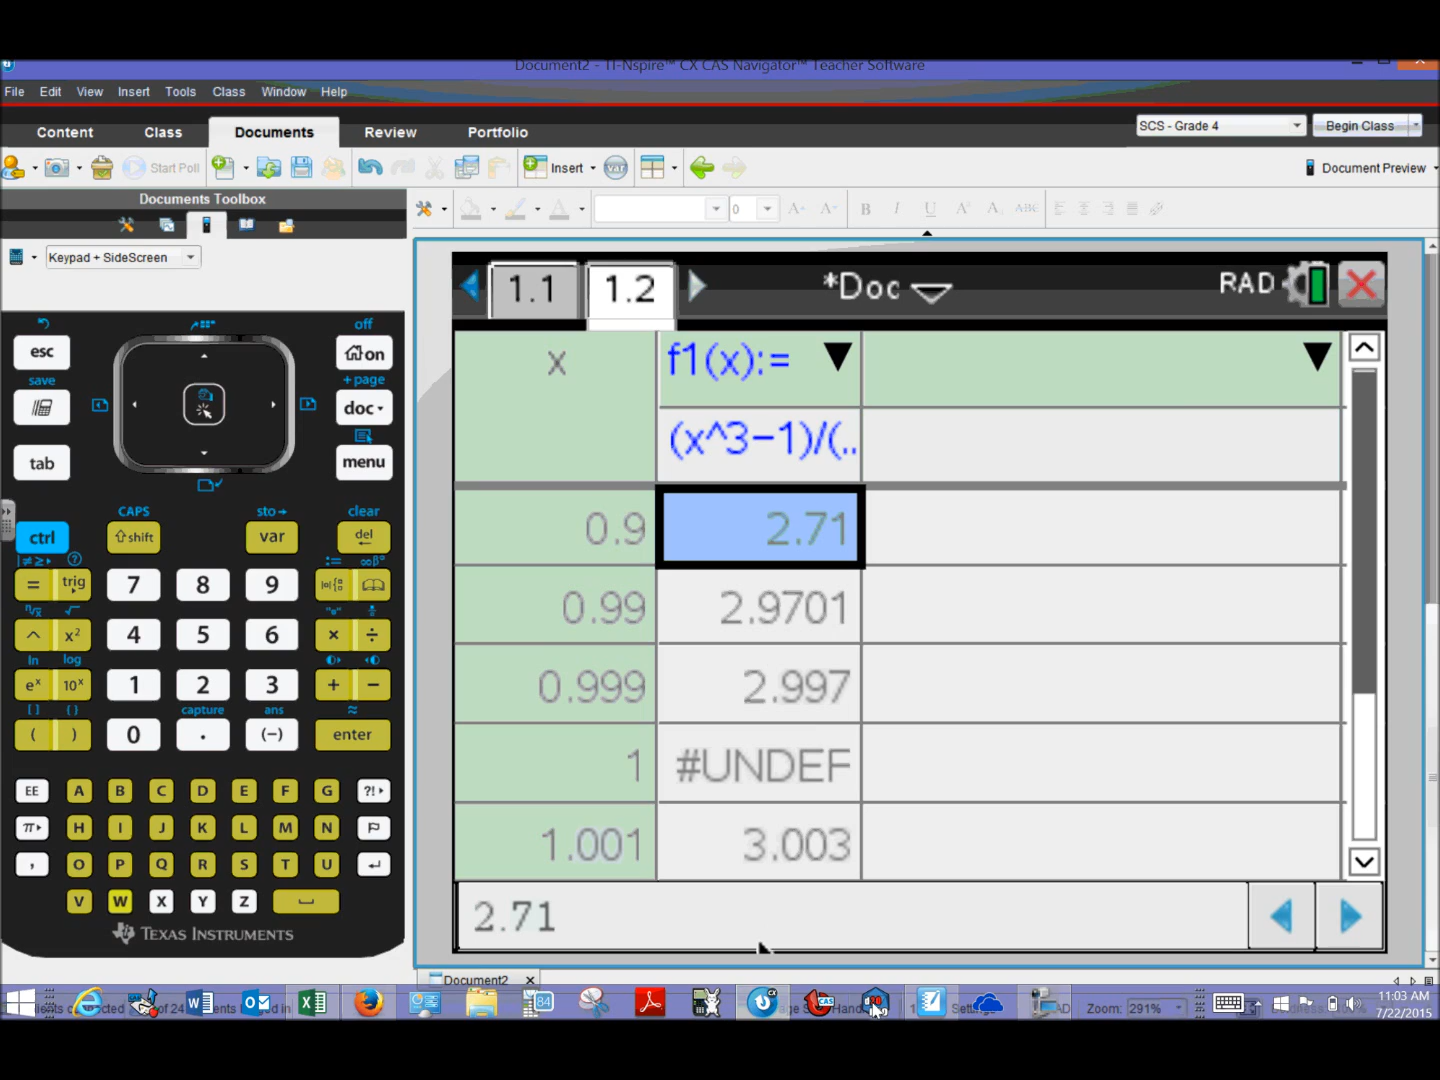 Document2 - TI-Nspire™ CX CAS Navigator™ Teacher Software
File Edit View Insert Tools Class Window Help
Content Class Documents Review Portfolio
SCS - Grade 4 Begin Class
Start Poll Insert Document Preview
Documents Toolbox
0 B I U A A ABC
Keypad + SideScreen
1.1 1.2 *Doc RAD
x f1(x):=
(x^3−1)/(..
0.9 2.71
0.99 2.9701
0.999 2.997
1 #UNDEF
1.001 3.003
2.71
off
esc on
save + page
doc
tab menu
CAPS sto→ clear
ctrl shift var del
|≠≥▸ ? := ∞β°
= trig 7 8 9
ⁿ√x √ "□" ÷
^ x² 4 5 6 × ÷
ln log
eˣ 10ˣ 1 2 3 + −
[ ] { } capture ans ≈
( ) 0 . (−) enter
EE A B C D E F G ?!▸
π▸ H I J K L M N
, O P Q R S T U
V W X Y Z
TEXAS INSTRUMENTS
Document2
Zoom: 291%
11:03 AM
7/22/2015